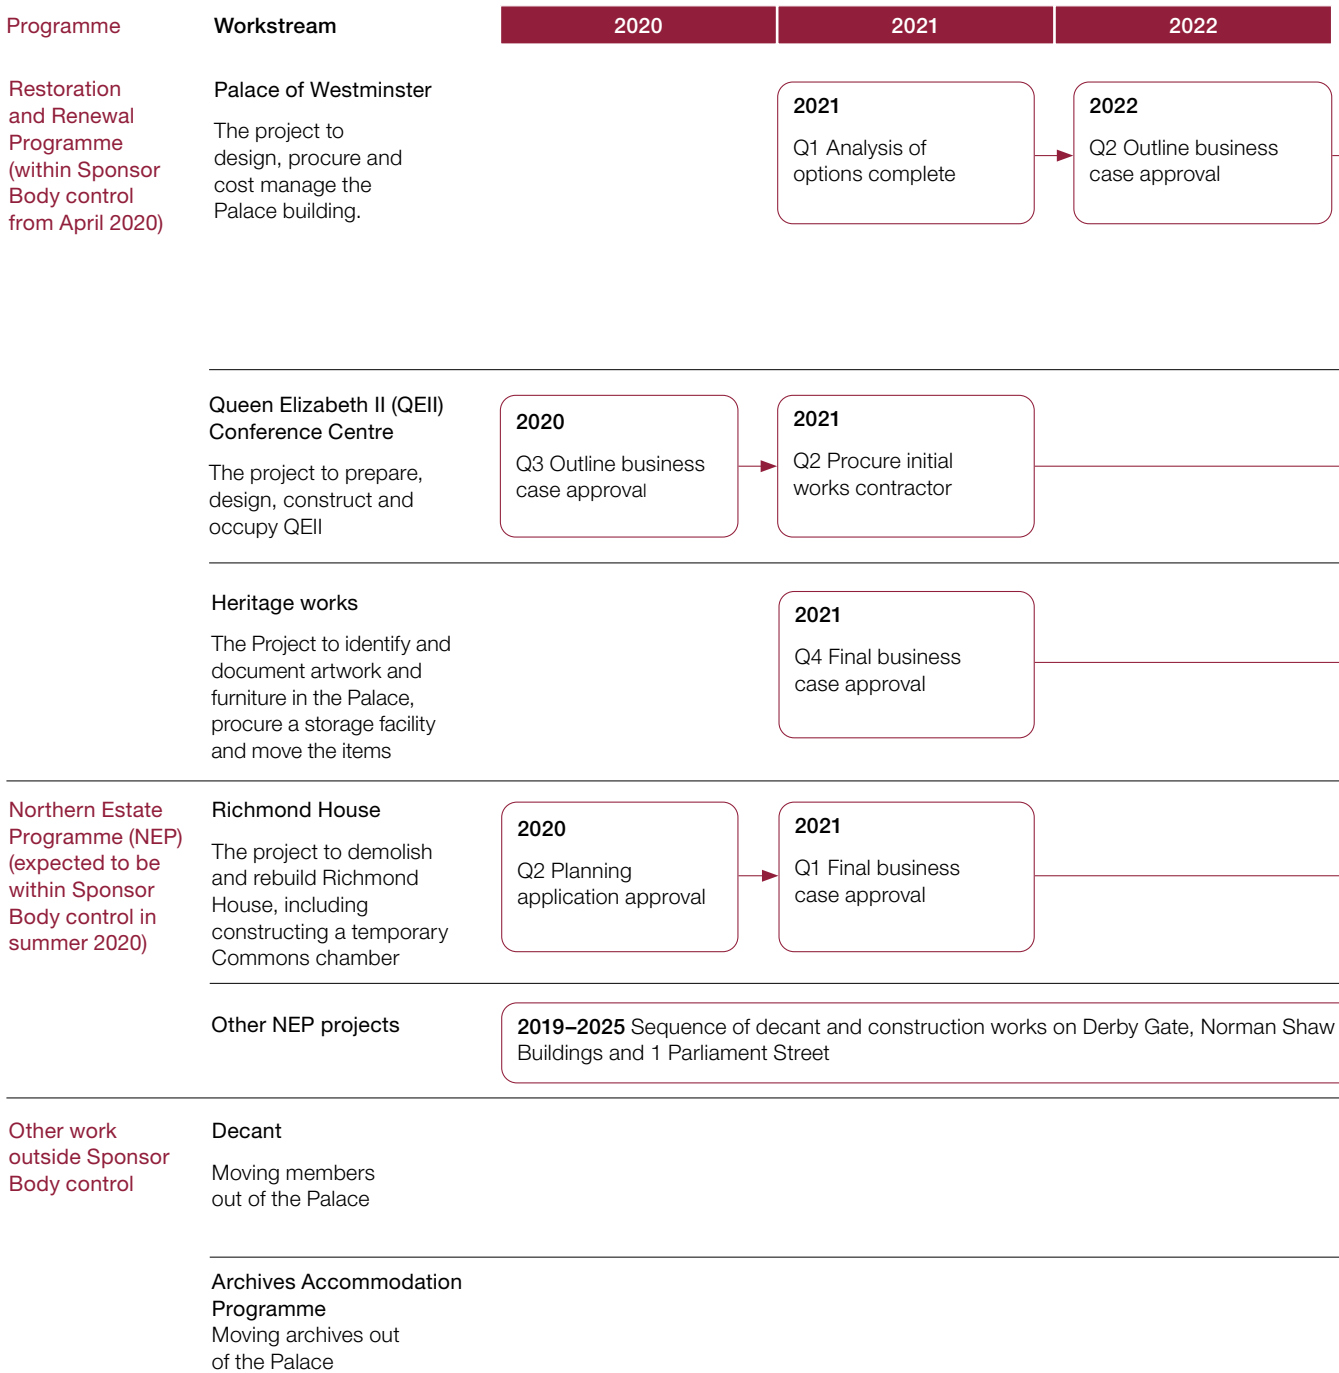 Programme
Workstream
2020
2021
2022
Restoration
and Renewal
Programme
(within Sponsor
Body control
from April 2020)
Palace of Westminster
The project to
design, procure and
cost manage the
Palace building.
2021
Q1 Analysis of
options complete
2022
Q2 Outline business
case approval
Queen Elizabeth II (QEII)
Conference Centre
The project to prepare,
design, construct and
occupy QEII
2020
Q3 Outline business
case approval
2021
Q2 Procure initial
works contractor
Heritage works
The Project to identify and
document artwork and
furniture in the Palace,
procure a storage facility
and move the items
2021
Q4 Final business
case approval
Northern Estate
Programme (NEP)
(expected to be
within Sponsor
Body control in
summer 2020)
Richmond House
The project to demolish
and rebuild Richmond
House, including
constructing a temporary
Commons chamber
2020
Q2 Planning
application approval
2021
Q1 Final business
case approval
Other NEP projects
2019–2025 Sequence of decant and construction works on Derby Gate, Norman Shaw
Buildings and 1 Parliament Street
Other work
outside Sponsor
Body control
Decant
Moving members
out of the Palace
Archives Accommodation
Programme
Moving archives out
of the Palace